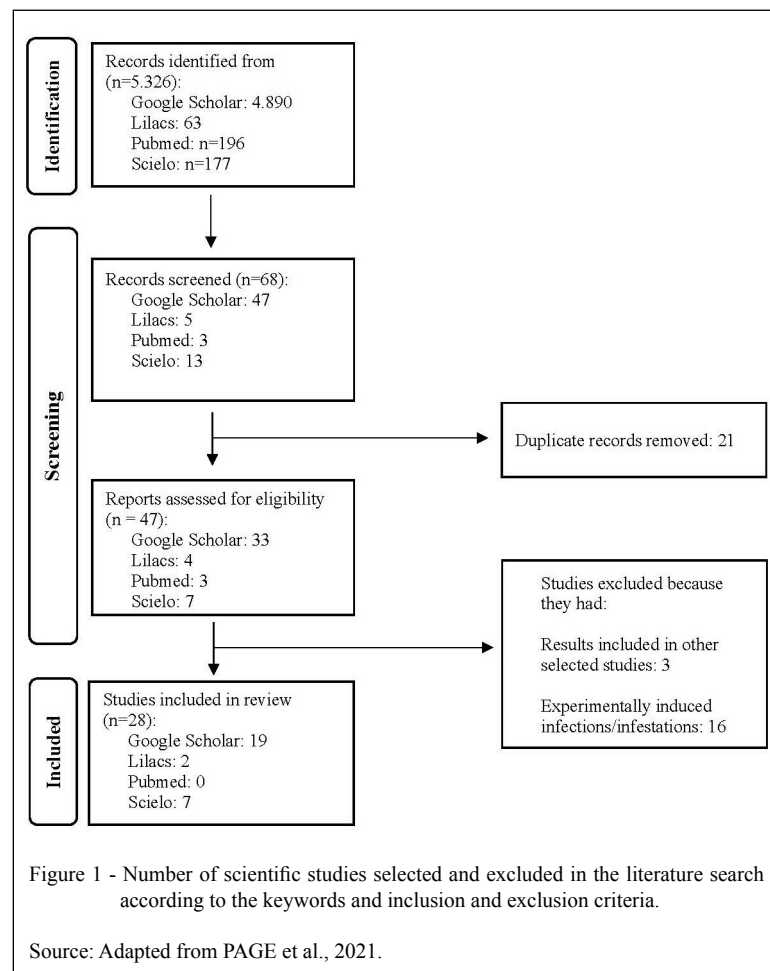 Identification
Records identified from
(n=5.326):
Google Scholar: 4.890
Lilacs: 63
Pubmed: n=196
Scielo: n=177
Screening
Records screened (n=68):
Google Scholar: 47
Lilacs: 5
Pubmed: 3
Scielo: 13
Duplicate records removed: 21
Reports assessed for eligibility
(n = 47):
Google Scholar: 33
Lilacs: 4
Pubmed: 3
Scielo: 7
Studies excluded because
they had:
Results included in other
selected studies: 3
Experimentally induced
infections/infestations: 16
Included
Studies included in review
(n=28):
Google Scholar: 19
Lilacs: 2
Pubmed: 0
Scielo: 7
Figure 1 - Number of scientific studies selected and excluded in the literature search
according to the keywords and inclusion and exclusion criteria.
Source: Adapted from PAGE et al., 2021.